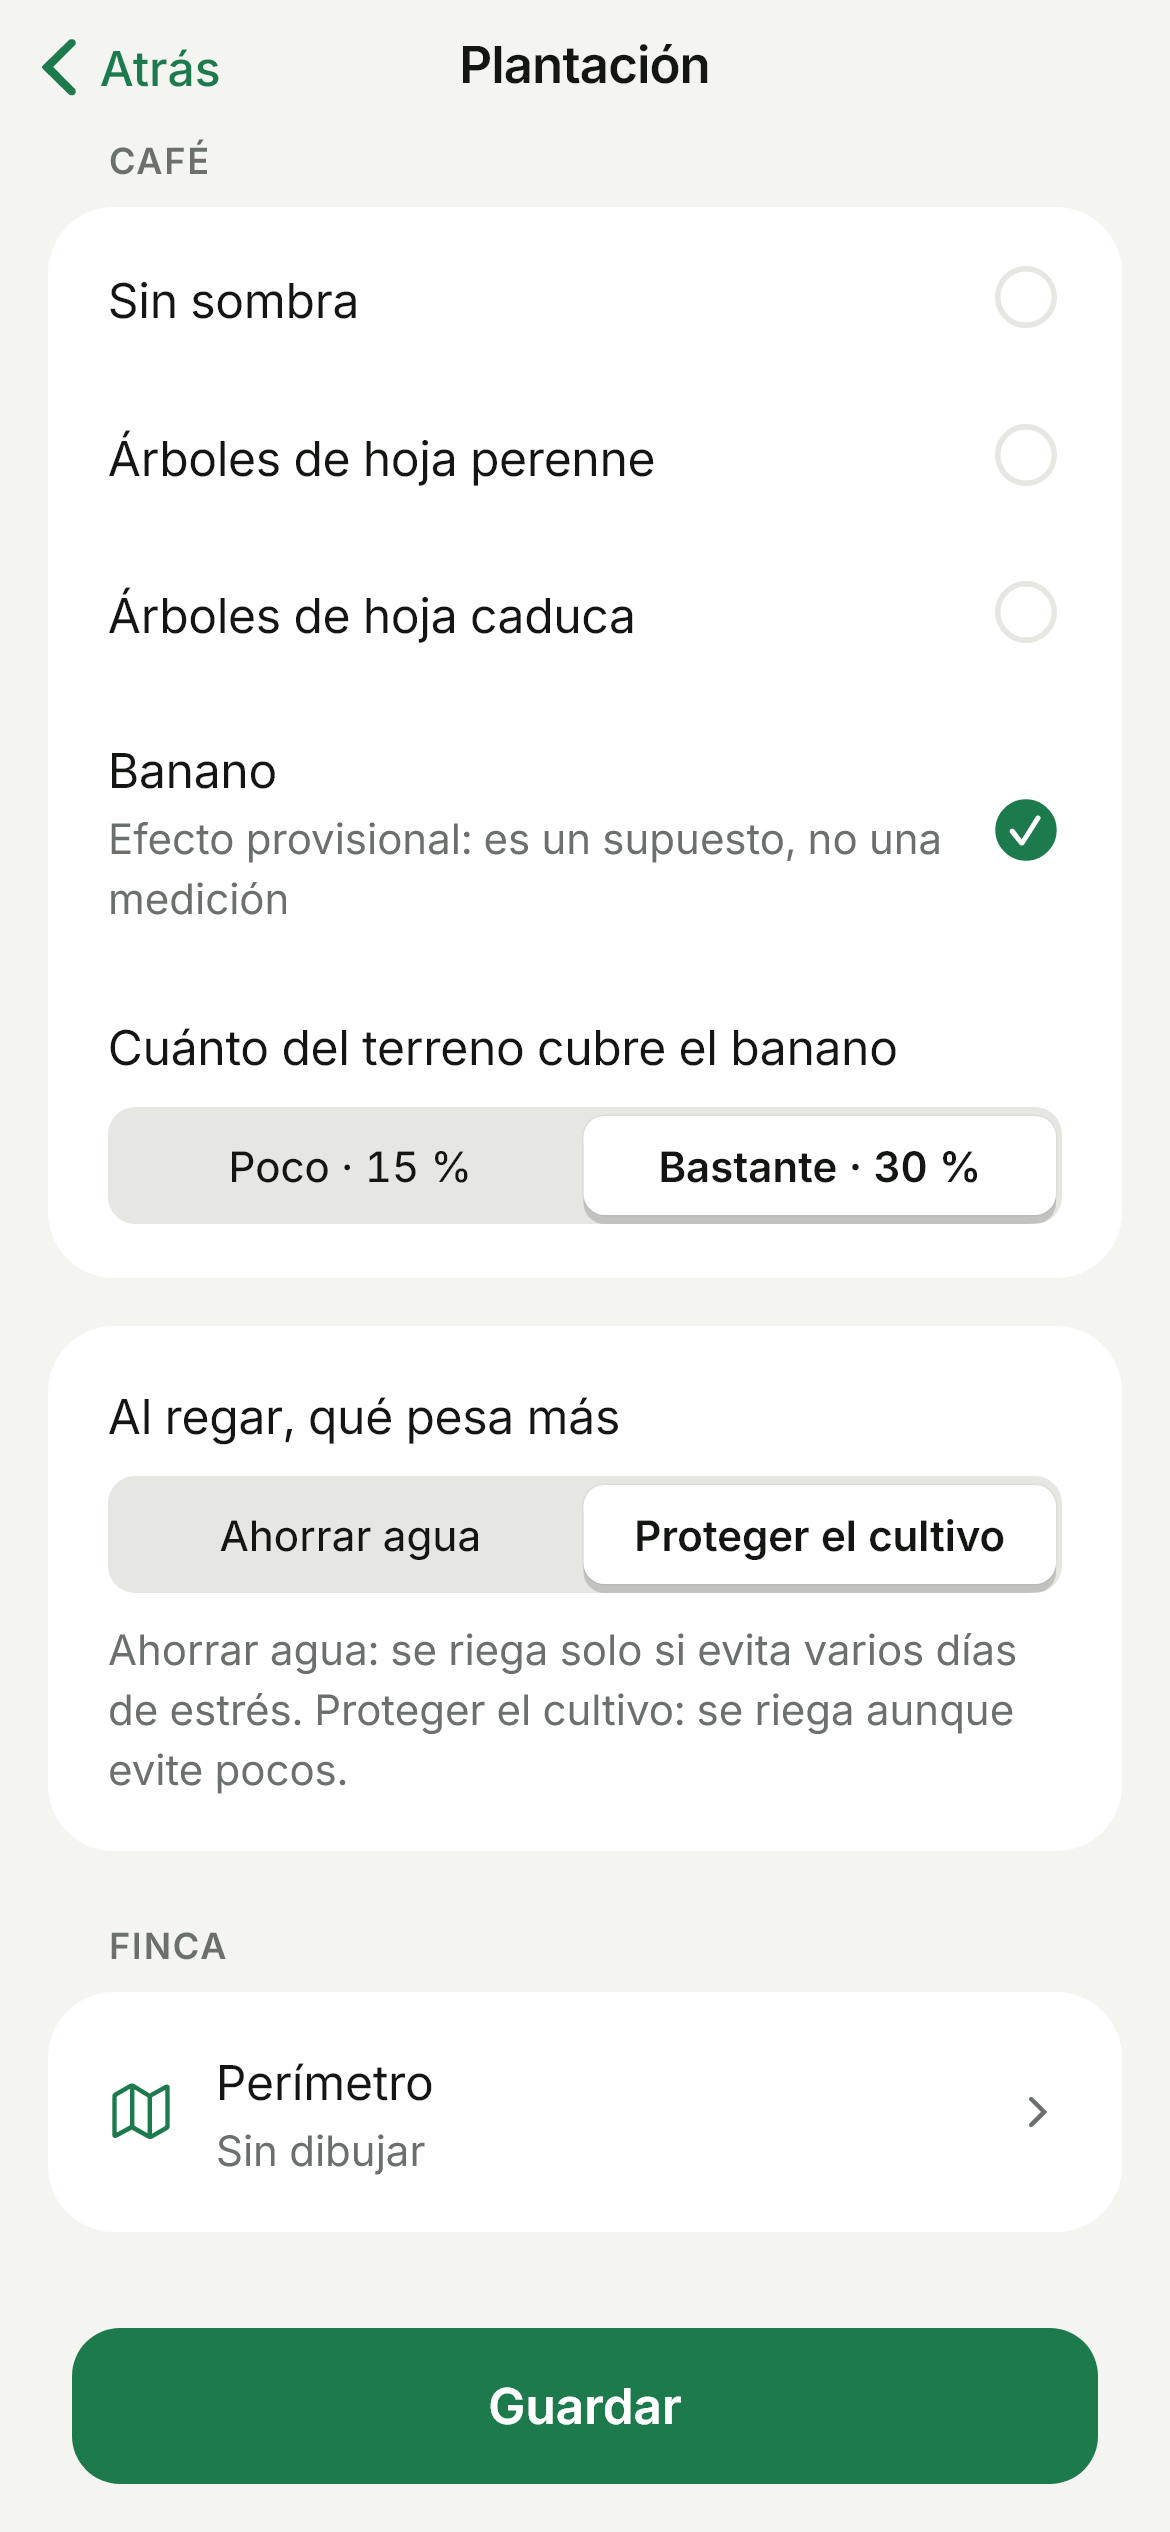 Atrás
Plantación
CAFÉ
Sin sombra
Árboles de hoja perenne
Árboles de hoja caduca
Banano
Efecto provisional: es un supuesto, no una
medición
Cuánto del terreno cubre el banano
Poco · 15 %
Bastante · 30 %
Al regar, qué pesa más
Ahorrar agua
Proteger el cultivo
Ahorrar agua: se riega solo si evita varios días
de estrés. Proteger el cultivo: se riega aunque
evite pocos.
FINCA
Perímetro
Sin dibujar
Guardar